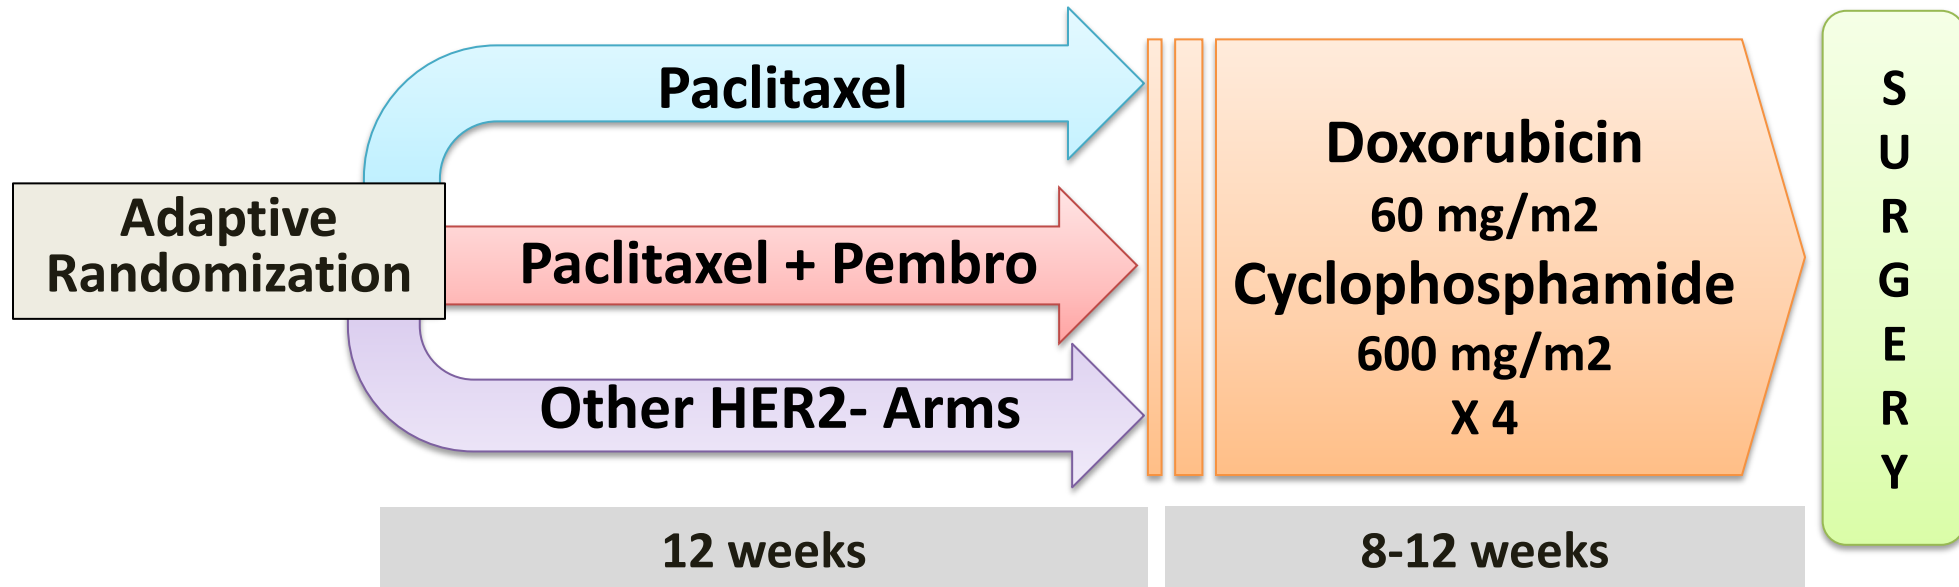 Adaptive
Randomization
Paclitaxel
Paclitaxel + Pembro
Other HER2- Arms
12 weeks
Doxorubicin
60 mg/m2
Cyclophosphamide
600 mg/m2
X 4
8-12 weeks
S
U
R
G
E
R
Y